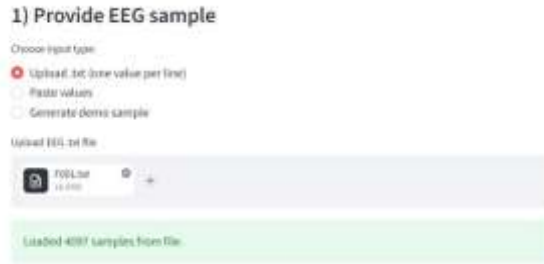 1) Provide EEG sample
Choose input type:
Upload .txt (one value per line)
Paste values
Generate demo sample
Upload EEG .txt file
Loaded 4097 samples from file.